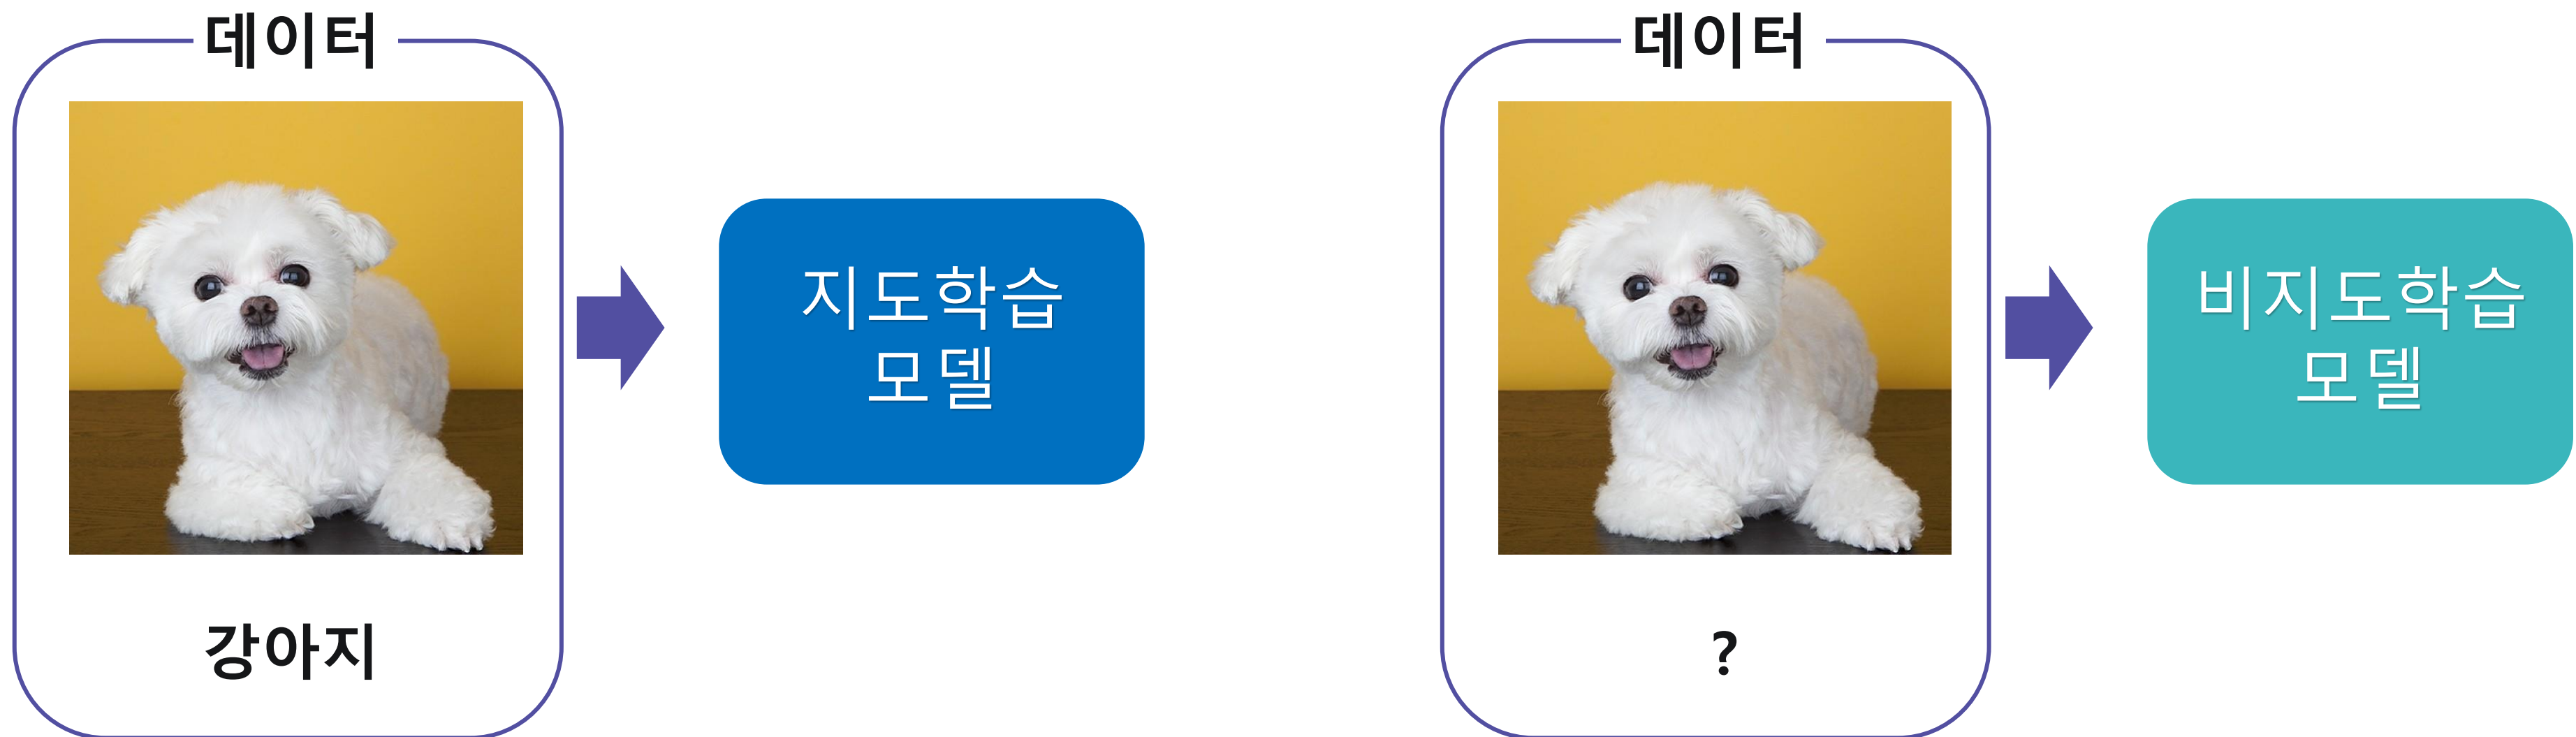 데이터
강아지
지도학습
모델
데이터
?
비지도학습
모델